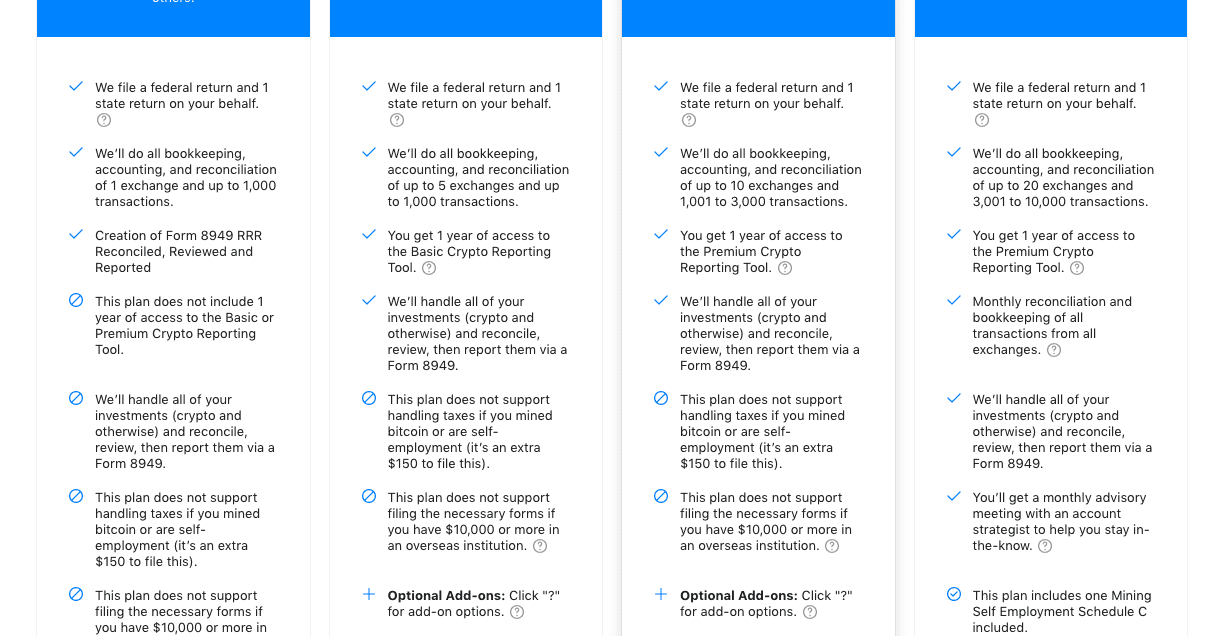 others.
We file a federal return and 1
state return on your behalf.
We'll do all bookkeeping,
accounting, and reconciliation
of 1 exchange and up to 1,000
transactions.
Creation of Form 8949 RRR
Reconciled, Reviewed and
Reported
This plan does not include 1
year of access to the Basic or
Premium Crypto Reporting
Tool.
We'll handle all of your
investments (crypto and
otherwise) and reconcile,
review, then report them via a
Form 8949.
This plan does not support
handling taxes if you mined
bitcoin or are self-
employment (it's an extra
$150 to file this).
This plan does not support
filing the necessary forms if
you have $10,000 or more in
We file a federal return and 1
state return on your behalf.
We'll do all bookkeeping,
accounting, and reconciliation
of up to 5 exchanges and up
to 1,000 transactions.
You get 1 year of access to
the Basic Crypto Reporting
Tool.
We'll handle all of your
investments (crypto and
otherwise) and reconcile,
review, then report them via a
Form 8949.
This plan does not support
handling taxes if you mined
bitcoin or are self-
employment (it's an extra
$150 to file this).
This plan does not support
filing the necessary forms if
you have $10,000 or more in
an overseas institution.
Optional Add-ons: Click "?"
for add-on options.
We file a federal return and 1
state return on your behalf.
We'll do all bookkeeping,
accounting, and reconciliation
of up to 10 exchanges and
1,001 to 3,000 transactions.
You get 1 year of access to
the Premium Crypto
Reporting Tool.
We'll handle all of your
investments (crypto and
otherwise) and reconcile,
review, then report them via a
Form 8949.
This plan does not support
handling taxes if you mined
bitcoin or are self-
employment (it's an extra
$150 to file this).
This plan does not support
filing the necessary forms if
you have $10,000 or more in
an overseas institution.
Optional Add-ons: Click "?"
for add-on options.
We file a federal return and 1
state return on your behalf.
We'll do all bookkeeping,
accounting, and reconciliation
of up to 20 exchanges and
3,001 to 10,000 transactions.
You get 1 year of access to
the Premium Crypto
Reporting Tool.
Monthly reconciliation and
bookkeeping of all
transactions from all
exchanges.
We'll handle all of your
investments (crypto and
otherwise) and reconcile,
review, then report them via a
Form 8949.
You'll get a monthly advisory
meeting with an account
strategist to help you stay in-
the-know.
This plan includes one Mining
Self Employment Schedule C
included.